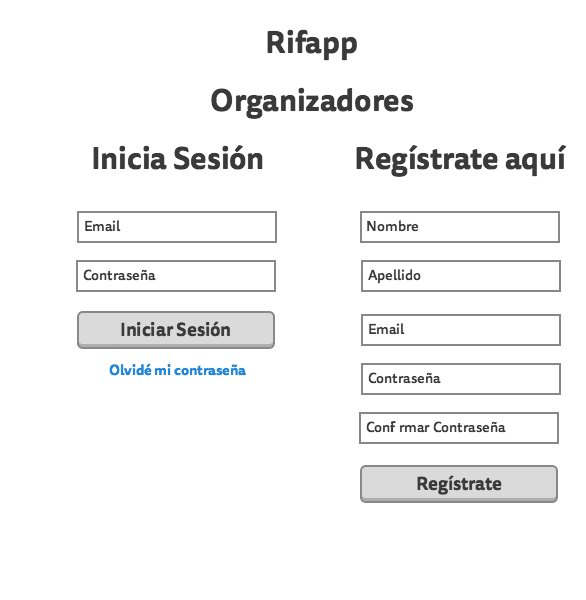 Rifapp
Organizadores
Inicia Sesión
Email
Contraseña
Iniciar Sesión
Olvidé mi contraseña
Regístrate aquí
Nombre
Apellido
Email
Contraseña
Conf rmar Contraseña
Regístrate